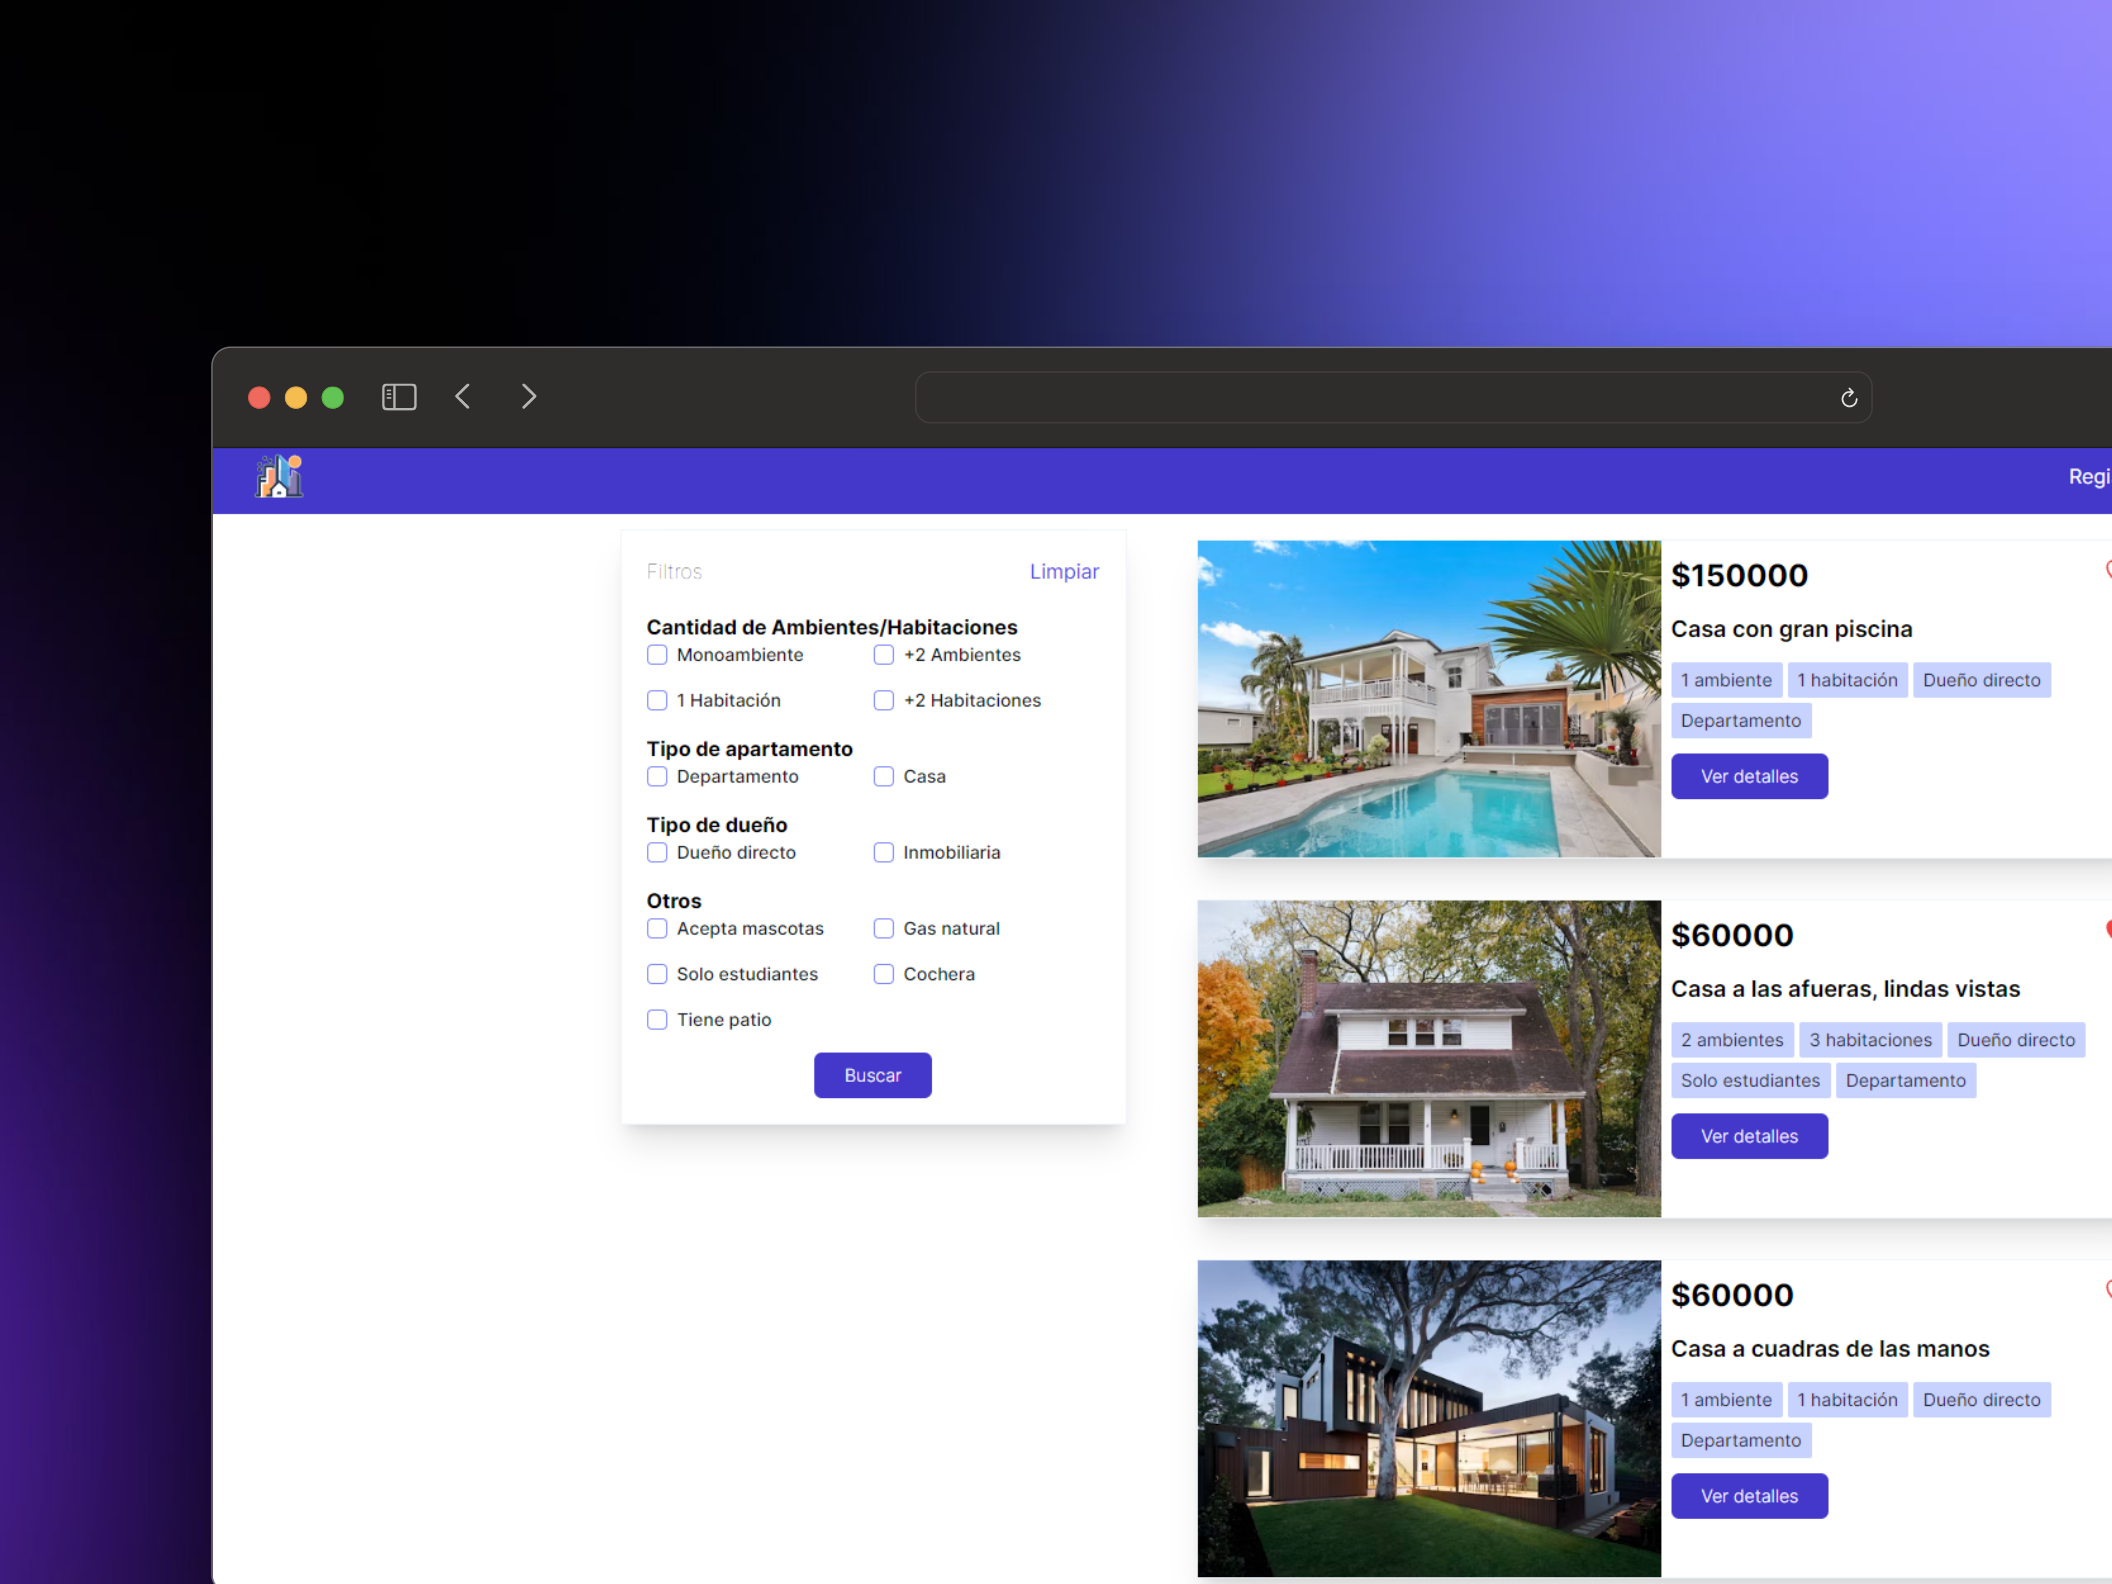 Regi
Filtros
Limpiar
Cantidad de Ambientes/Habitaciones
Monoambiente
+2 Ambientes
1 Habitación
+2 Habitaciones
Tipo de apartamento
Departamento
Casa
Tipo de dueño
Dueño directo
Inmobiliaria
Otros
Acepta mascotas
Gas natural
Solo estudiantes
Cochera
Tiene patio
Buscar
$150000
Casa con gran piscina
1 ambiente 1 habitación Dueño directo
Departamento
Ver detalles
$60000
Casa a las afueras, lindas vistas
2 ambientes 3 habitaciones Dueño directo
Solo estudiantes Departamento
Ver detalles
$60000
Casa a cuadras de las manos
1 ambiente 1 habitación Dueño directo
Departamento
Ver detalles